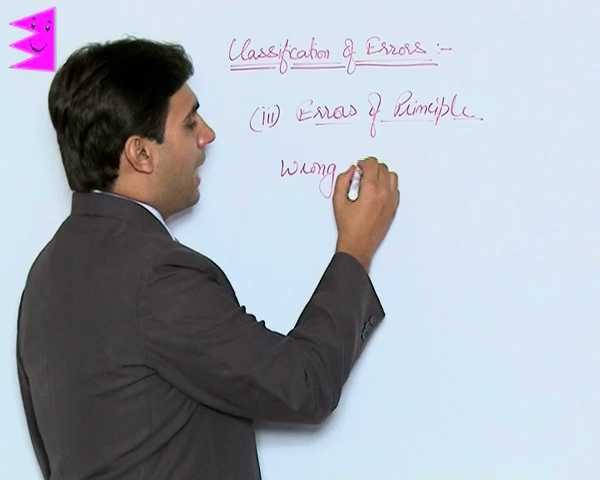 Classification of Errors :-
(iii) Errors of Principle
Wrong